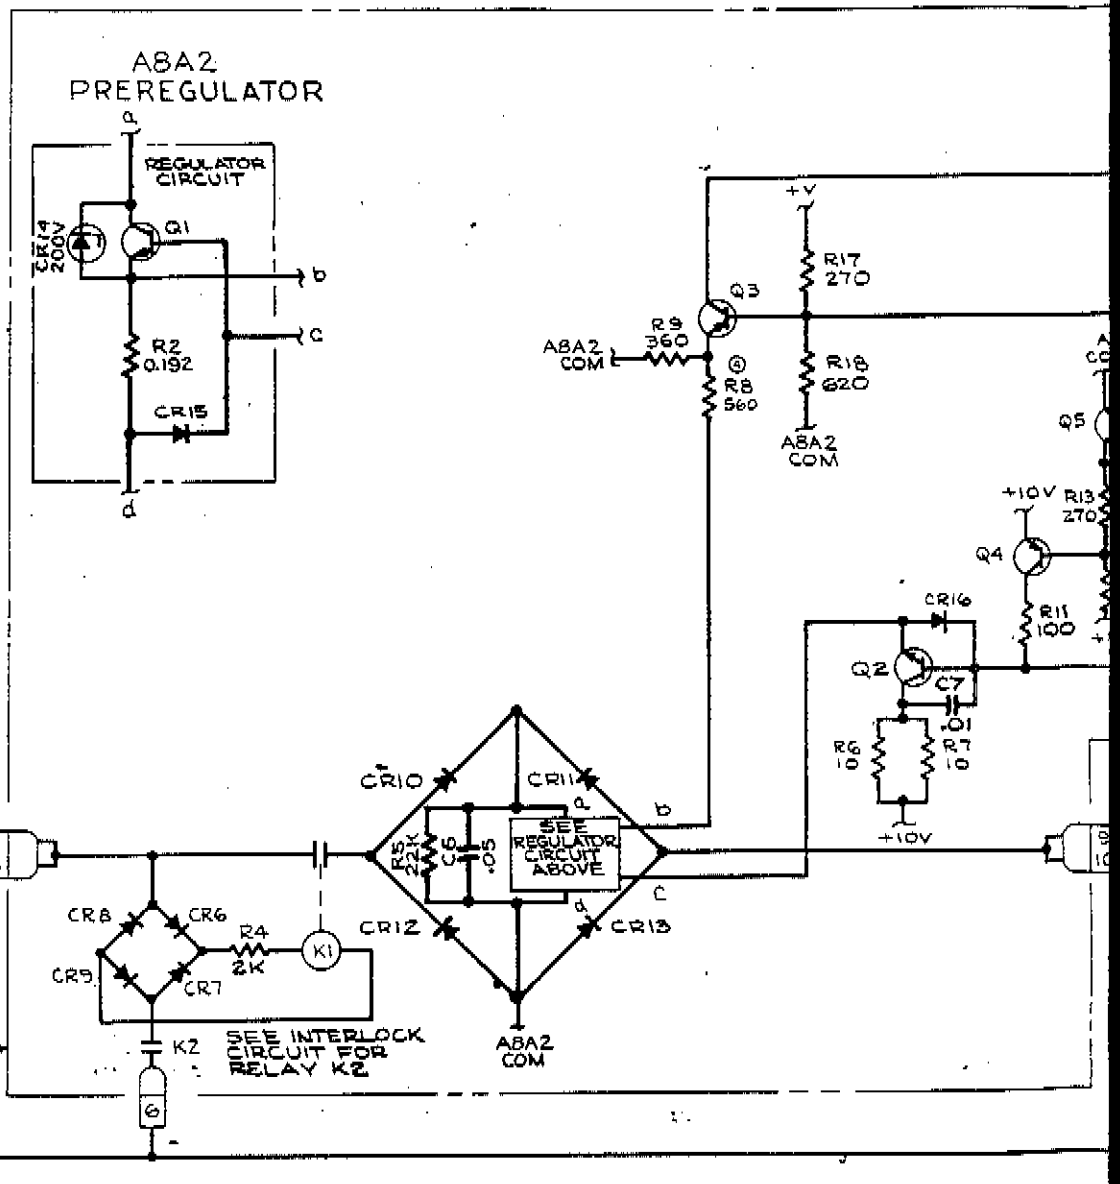 A8A2
PREREGULATOR
a
REGULATOR
CIRCUIT
CR14
200V
Q1
b
c
R2
0.192
CR15
d
+V
R17
270
Q3
R9
360
A8A2
COM
4
R8
560
R18
620
A8A2
COM
Q5
+10V
R13
270
Q4
CR16
R11
100
Q2
C7
.01
R6
10
R7
10
+10V
CR10
CR11
a
b
R5
22K
C6
.05
SEE
REGULATOR
CIRCUIT
ABOVE
c
d
CR12
CR13
CR8
CR6
R4
2K
K1
CR9
CR7
SEE INTERLOCK
CIRCUIT FOR
RELAY K2
K2
A8A2
COM
6